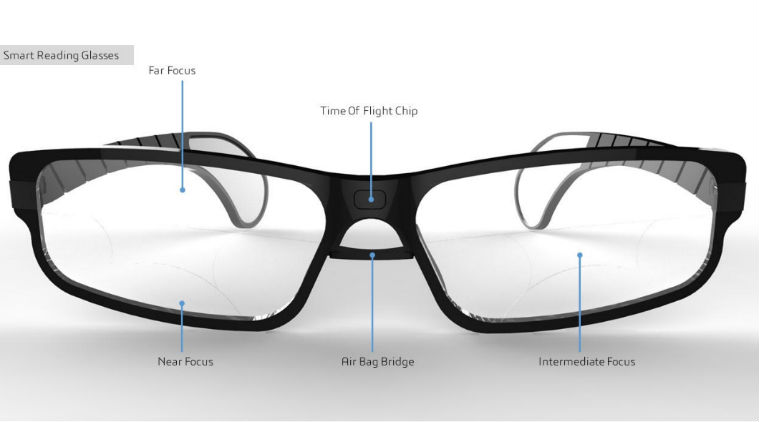 Smart Reading Glasses
Far Focus
Time Of Flight Chip
Near Focus
Air Bag Bridge
Intermediate Focus